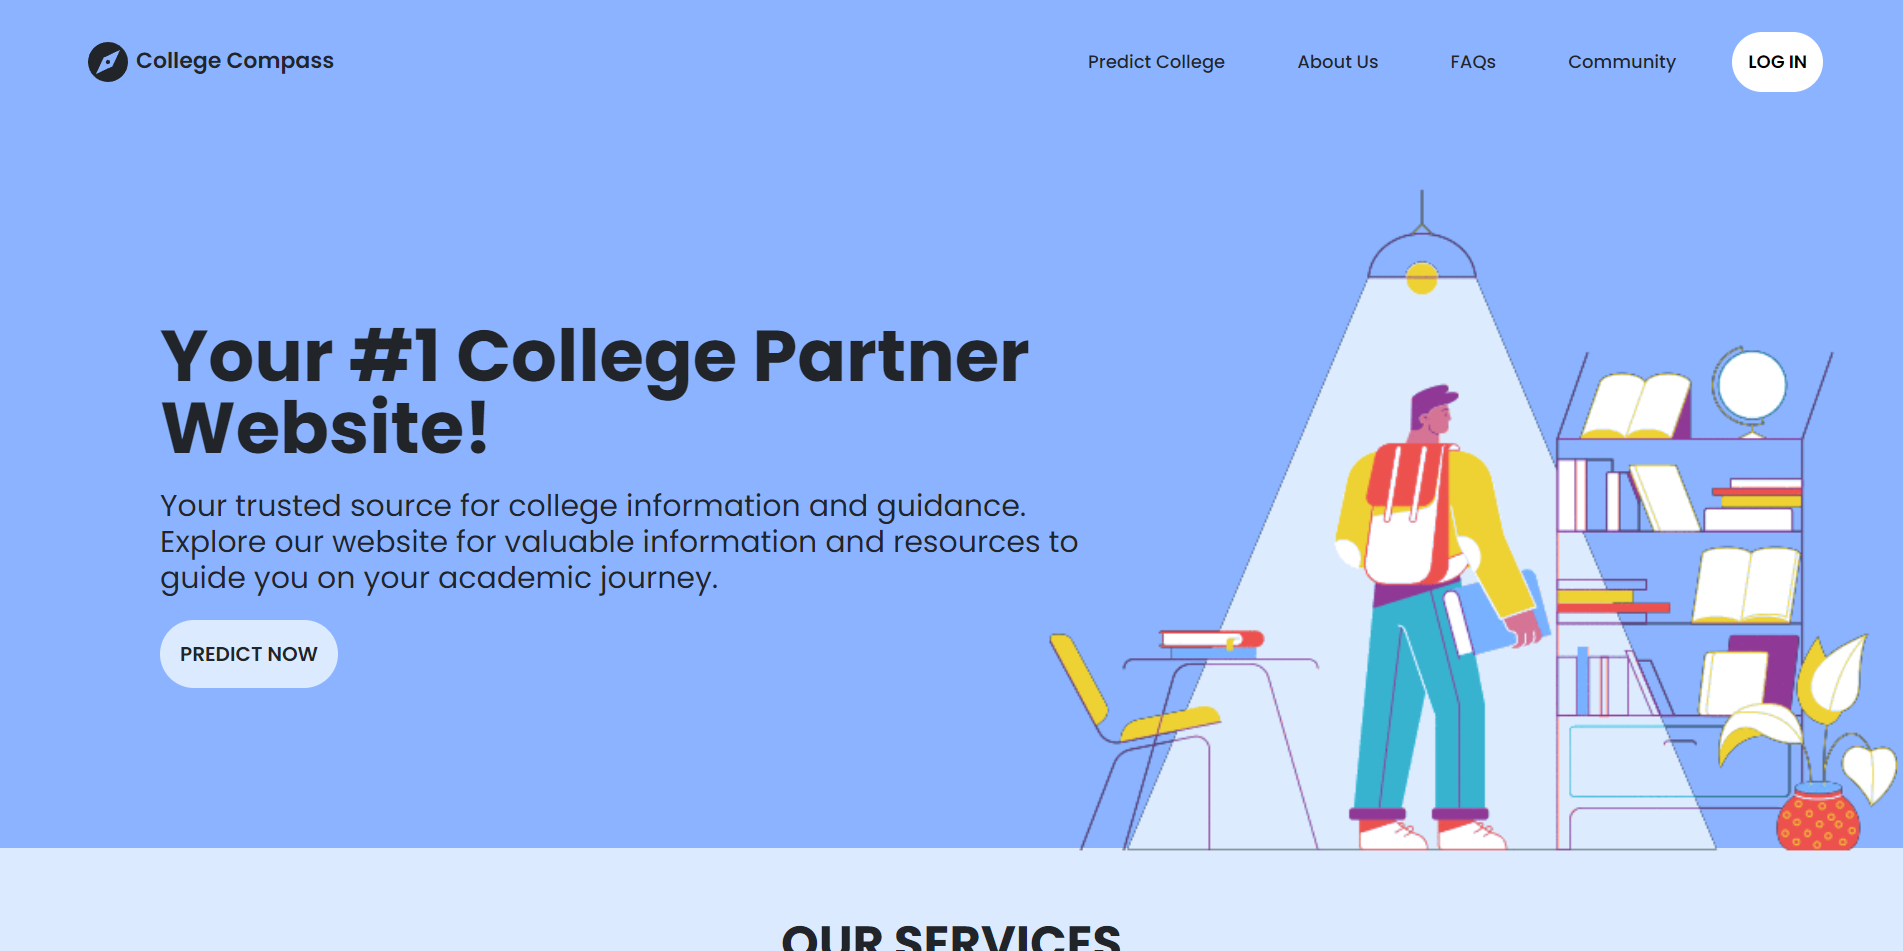 College Compass
Predict College
About Us
FAQs
Community
LOG IN
Your #1 College Partner
Website!
Your trusted source for college information and guidance.
Explore our website for valuable information and resources to
guide you on your academic journey.
PREDICT NOW
OUR SERVICES